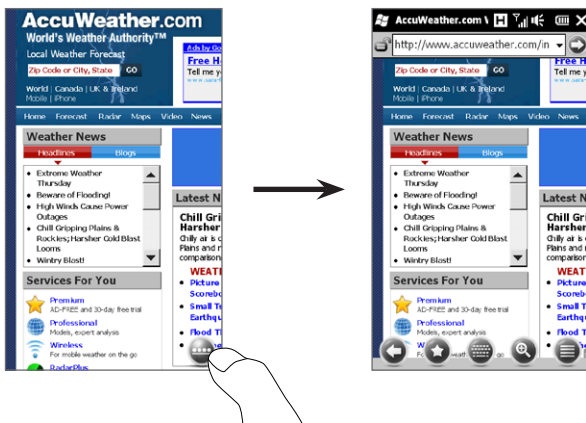 AccuWeather.com
World's Weather Authority™
Local Weather Forecast
Ads by Go
Zip Code or City, State GO
Free H
Tell me y
World | Canada | UK & Ireland
Mobile | iPhone
Home Forecast Radar Maps Video News
Weather News
Headlines Blogs
• Extreme Weather
Thursday
• Beware of Flooding!
• High Winds Cause Power
Outages
• Chill Gripping Plains &
Rockies; Harsher Cold Blast
Looms
• Wintry Blast!
Latest N
Chill Gri
Harsher
Chilly air is c
Plains and r
comparison
WEAT
• Picture
Scoreb
• Small T
Earthqu
• Flood T
Services For You
Premium
AD-FREE and 30-day free trial
Professional
Models, expert analysis
Wireless
For mobile weather on the go
RadarPlus
AccuWeather.com \ H
http://www.accuweather.com/in
Zip Code or City, State GO
Free H
Tell me y
World | Canada | UK & Ireland
Mobile | iPhone
Home Forecast Radar Maps Video News
Weather News
Headlines Blogs
• Extreme Weather
Thursday
• Beware of Flooding!
• High Winds Cause Power
Outages
• Chill Gripping Plains &
Rockies; Harsher Cold Blast
Looms
• Wintry Blast!
Latest N
Chill Gri
Harsher
Chilly air is c
Plains and r
comparison
WEAT
• Picture
Scoreb
• Small T
Earthqu
• Flood T
Services For You
Premium
AD-FREE and 30-day free trial
Professional
Models, expert analysis